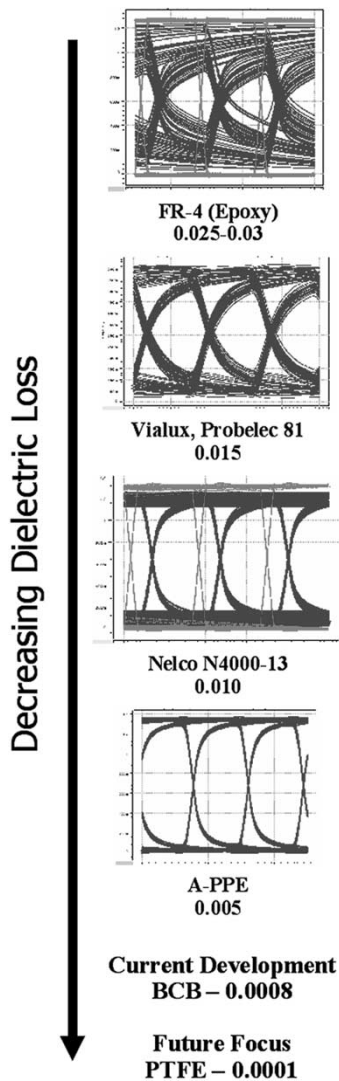 Decreasing Dielectric Loss
FR-4 (Epoxy)
0.025-0.03
Vialux, Probelec 81
0.015
Nelco N4000-13
0.010
A-PPE
0.005
Current Development
BCB – 0.0008
Future Focus
PTFE – 0.0001